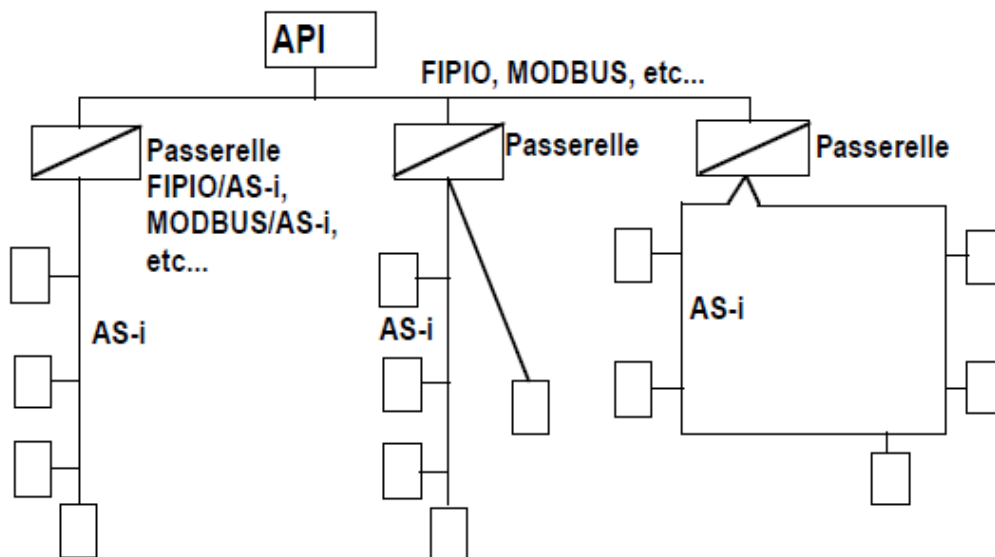 API
FIPIO, MODBUS, etc...
Passerelle
FIPIO/AS-i,
MODBUS/AS-i,
etc...
Passerelle
Passerelle
AS-i
AS-i
AS-i